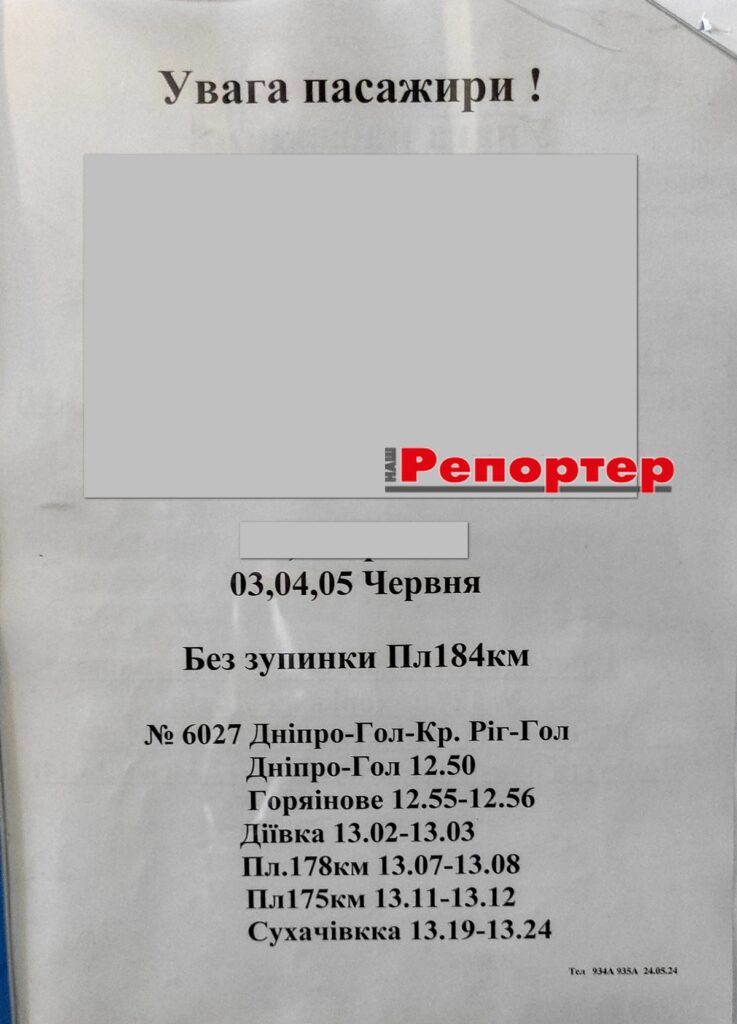 Увага пасажири !
НАШ Репортер
03,04,05 Червня
Без зупинки Пл184км
№ 6027 Дніпро-Гол-Кр. Ріг-Гол
Дніпро-Гол 12.50
Горяінове 12.55-12.56
Діївка 13.02-13.03
Пл.178км 13.07-13.08
Пл175км 13.11-13.12
Сухачівкка 13.19-13.24
Тел 934А 935А 24.05.24